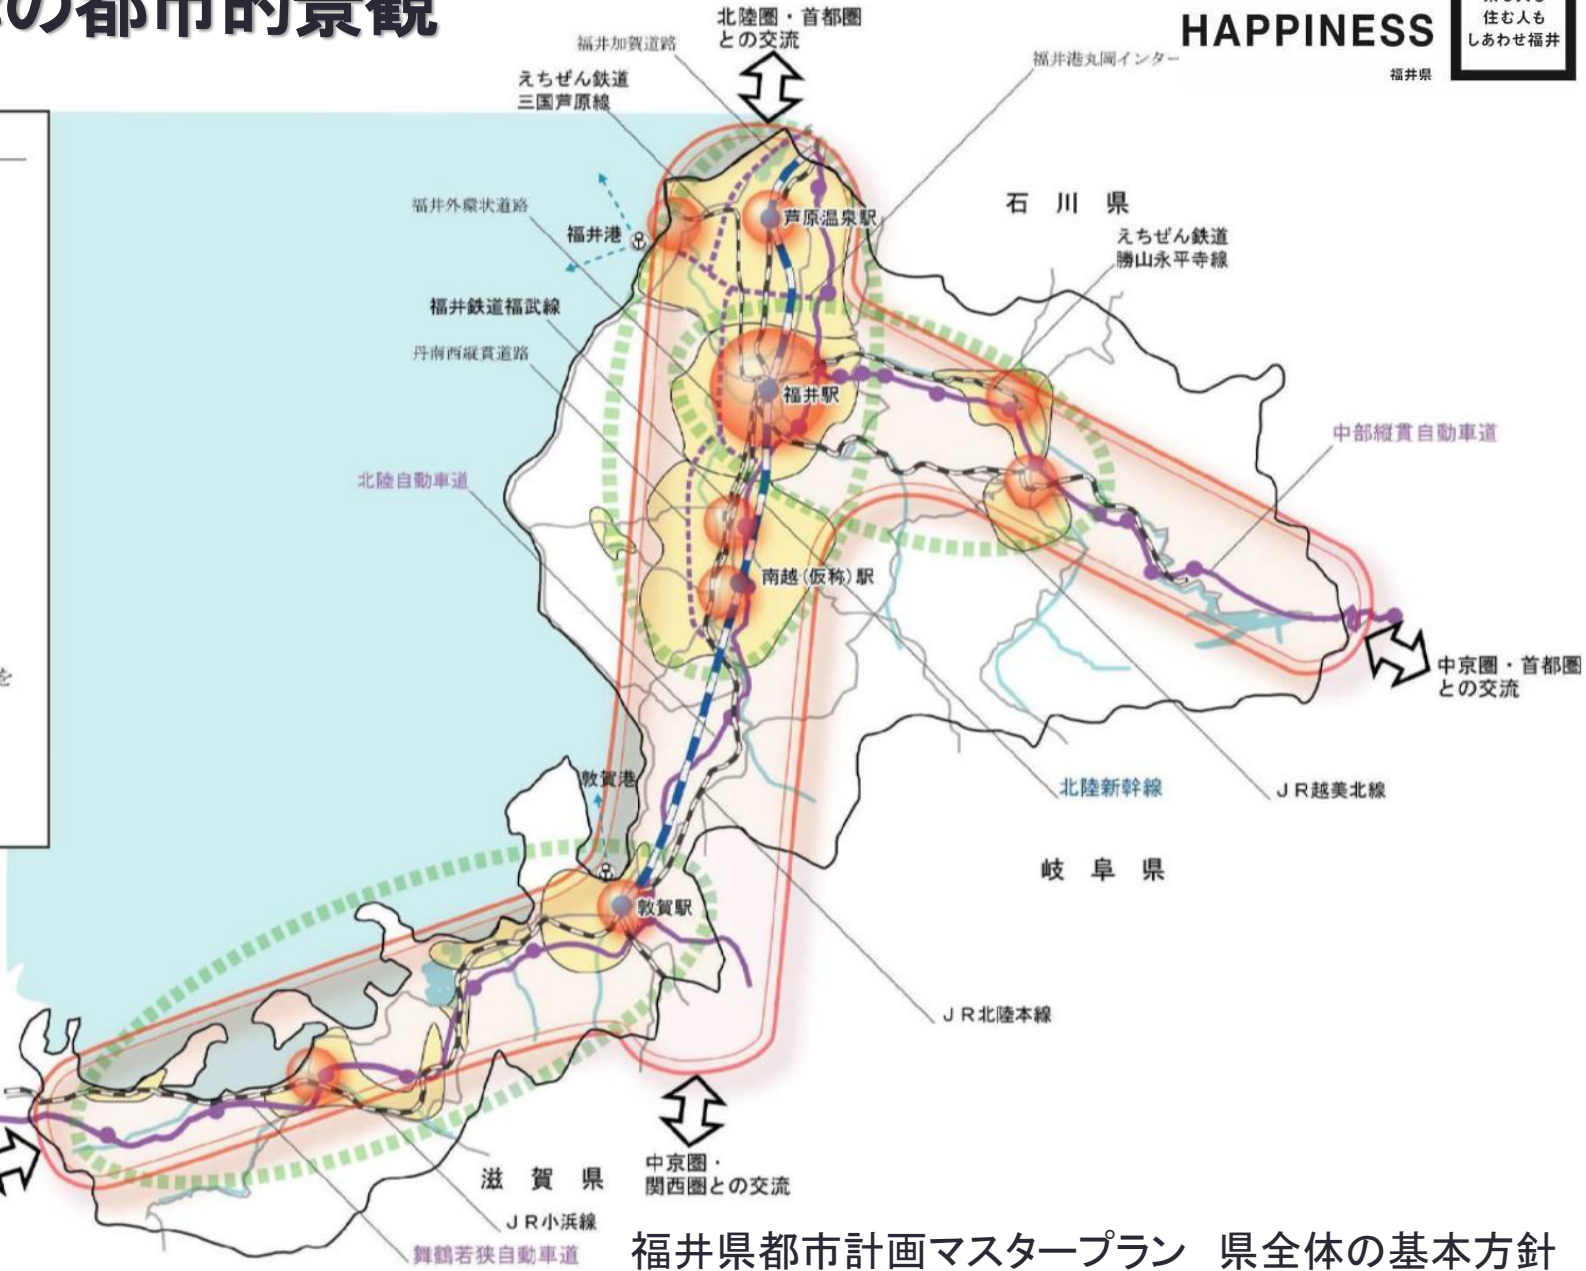 の都市的景観
HAPPINESS
住む人も
しあわせ福井
福井県
北陸圏・首都圏
との交流
福井加賀道路
福井港丸岡インター
えちぜん鉄道
三国芦原線
石川県
福井外環状道路
芦原温泉駅
福井港
えちぜん鉄道
勝山永平寺線
福井鉄道福武線
丹南西縦貫道路
福井駅
中部縦貫自動車道
北陸自動車道
南越(仮称)駅
中京圏・首都圏
との交流
を
敦賀港
北陸新幹線
JR越美北線
岐阜県
敦賀駅
JR北陸本線
中京圏・
関西圏との交流
滋賀県
JR小浜線
舞鶴若狭自動車道
福井県都市計画マスタープラン 県全体の基本方針